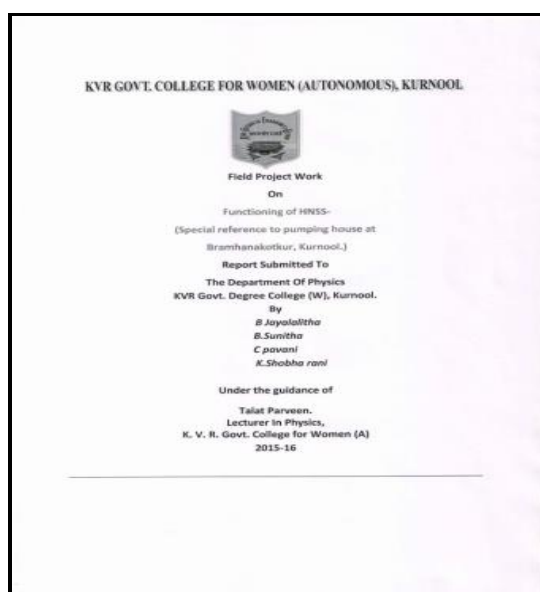 KVR GOVT. COLLEGE FOR WOMEN (AUTONOMOUS), KURNOOL
Field Project Work
On
Functioning of HNSS-
(Special reference to pumping house at
Bramhanakotkur, Kurnool.)
Report Submitted To
The Department Of Physics
KVR Govt. Degree College (W), Kurnool.
By
B Jayalalitha
B.Sunitha
C pavani
K.Shobha rani
Under the guidance of
Talat Parveen.
Lecturer In Physics,
K. V. R. Govt. College for Women (A)
2015-16